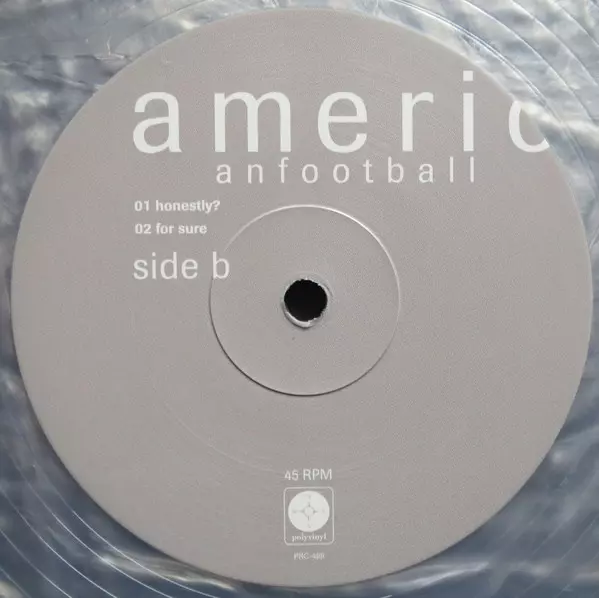 americ
anfootball
01 honestly?
02 for sure
side b
45 RPM
polyvinyl